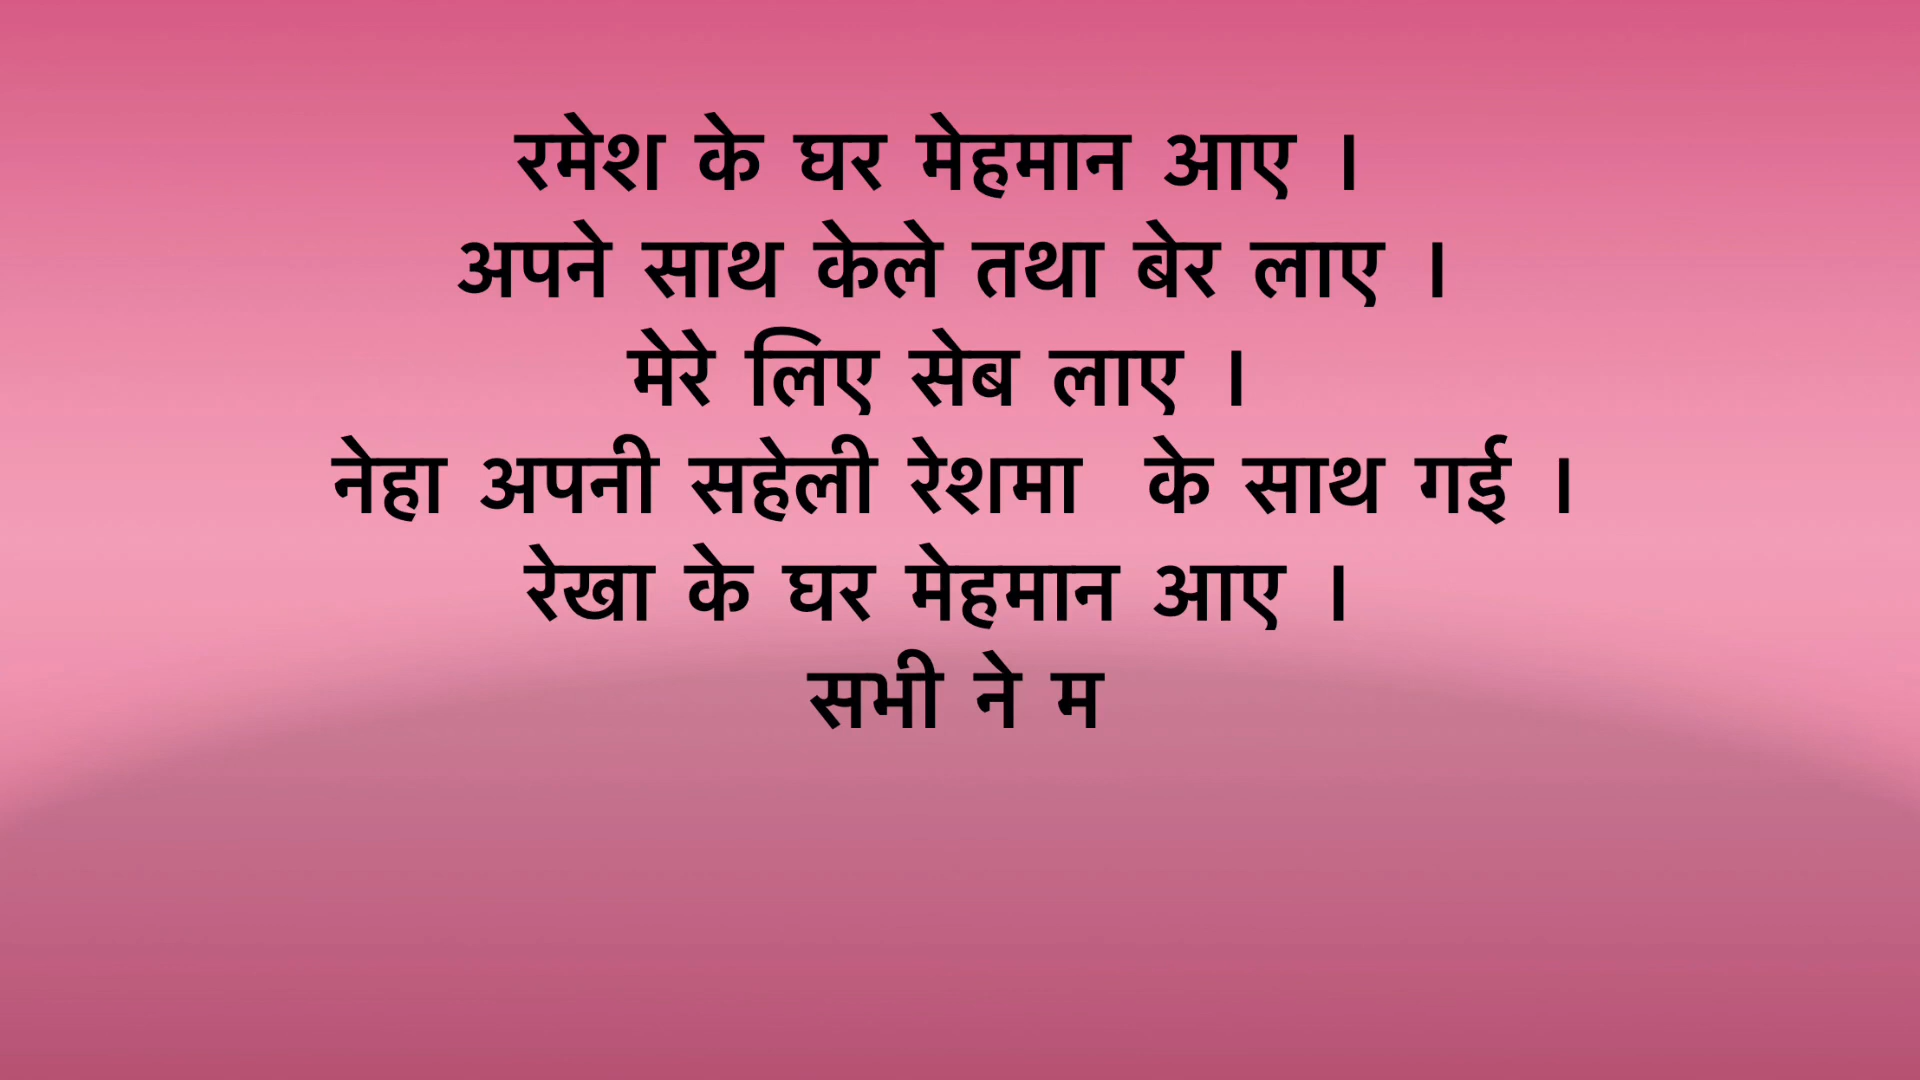 रमेश के घर मेहमान आए ।
अपने साथ केले तथा बेर लाए ।
मेरे लिए सेब लाए ।
नेहा अपनी सहेली रेशमा के साथ गई ।
रेखा के घर मेहमान आए ।
सभी ने म